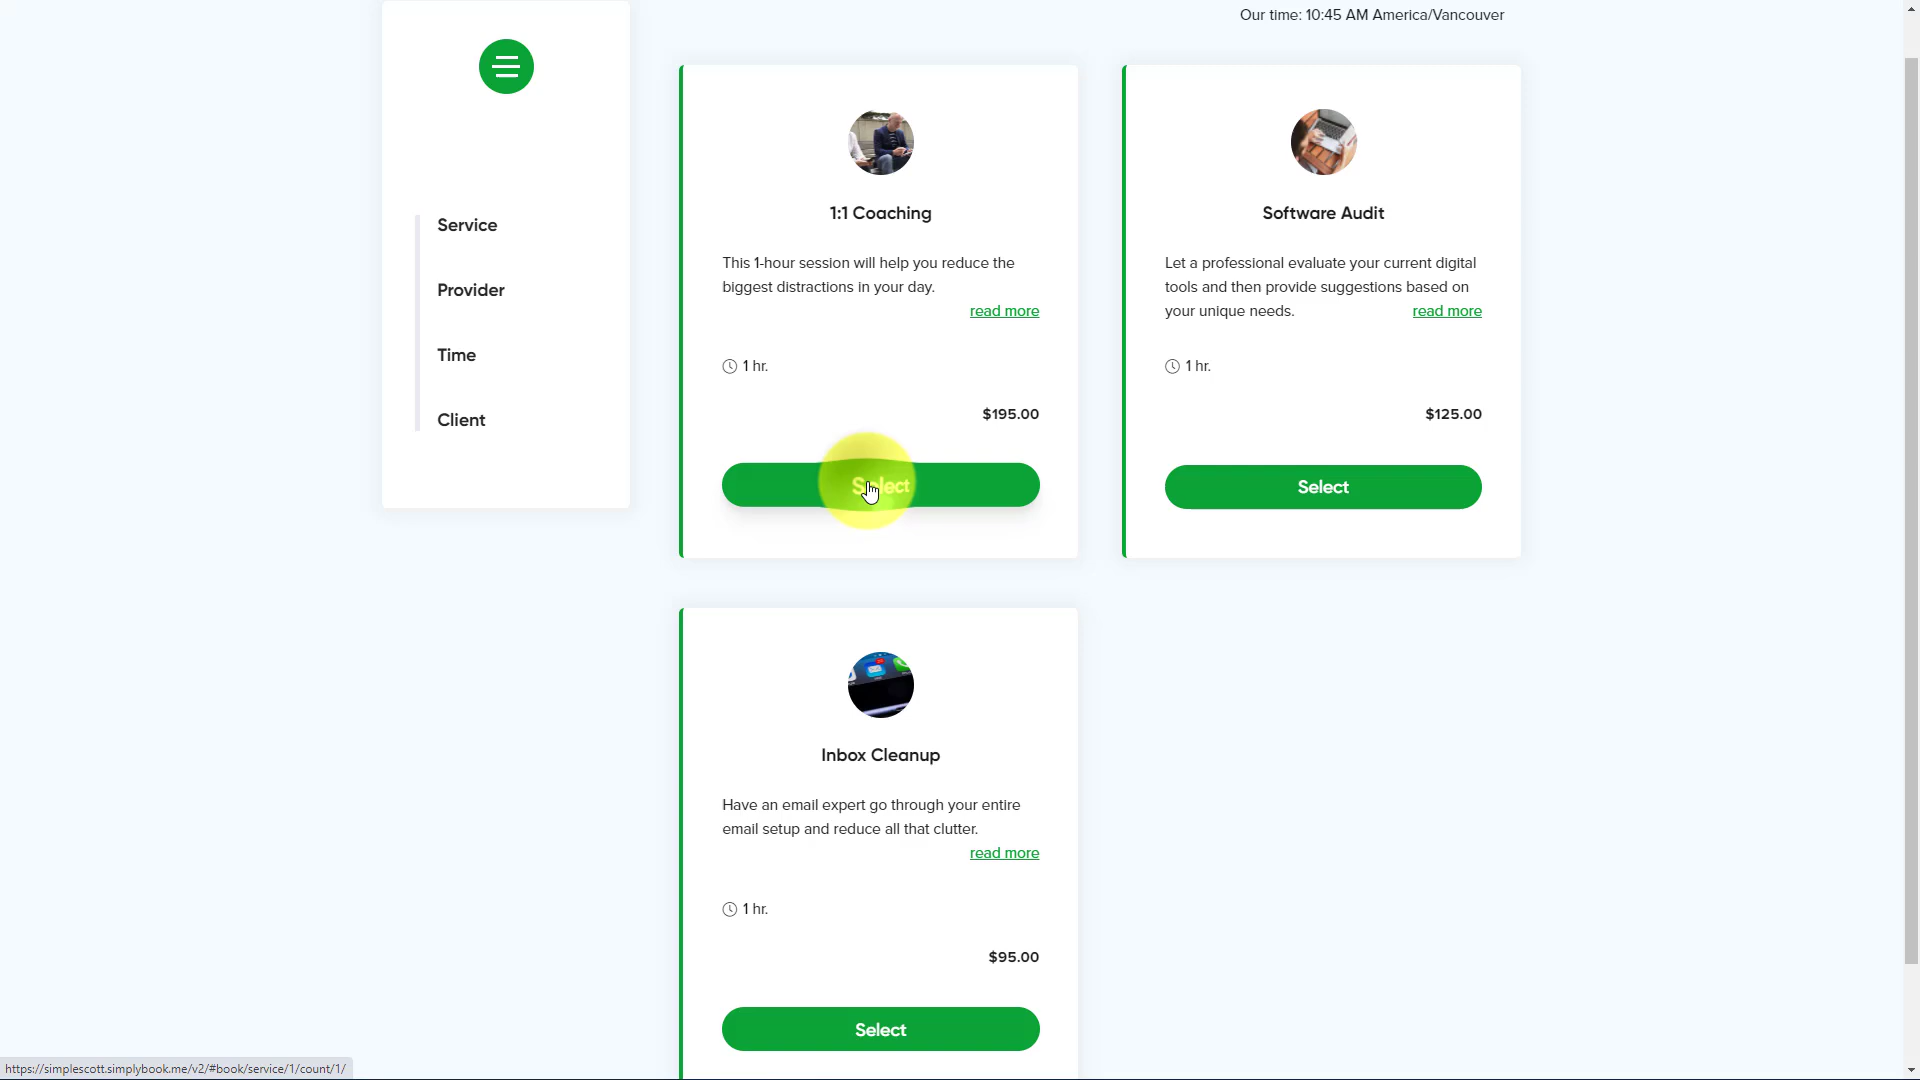 Our time: 10:45 AM America/Vancouver
Service
Provider
Time
Client
1:1 Coaching
This 1-hour session will help you reduce the
biggest distractions in your day.
read more
1 hr.
$195.00
Select
Software Audit
Let a professional evaluate your current digital
tools and then provide suggestions based on
your unique needs. read more
1 hr.
$125.00
Select
Inbox Cleanup
Have an email expert go through your entire
email setup and reduce all that clutter.
read more
1 hr.
$95.00
Select
https://simplescott.simplybook.me/v2/#book/service/1/count/1/